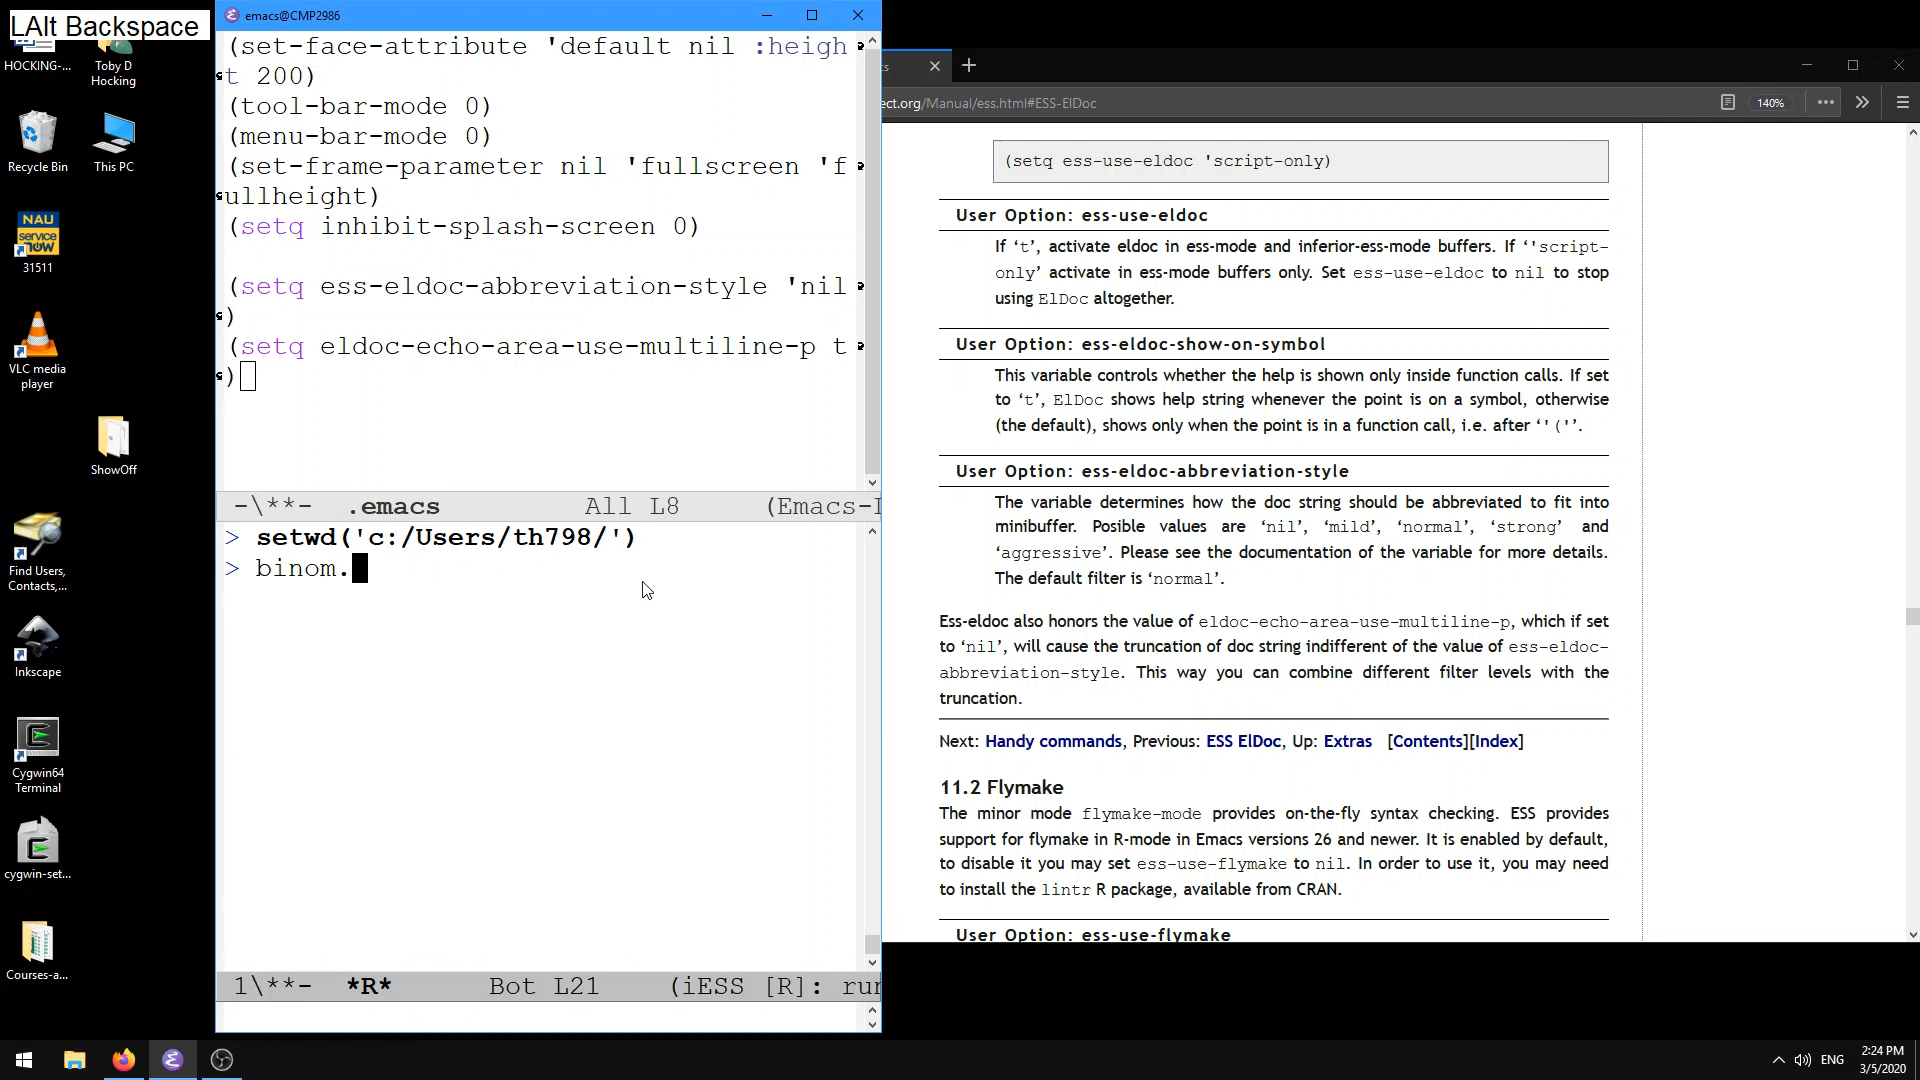 LAlt Backspace
HOCKING-...
Toby D
Hocking
Recycle Bin
This PC
NAU
service
now
31511
VLC media
player
ShowOff
Find Users,
Contacts,...
Inkscape
Cygwin64
Terminal
cygwin-set...
Courses-a...
emacs@CMP2986
(set-face-attribute 'default nil :heigh
t 200)
(tool-bar-mode 0)
(menu-bar-mode 0)
(set-frame-parameter nil 'fullscreen 'f
ullheight)
(setq inhibit-splash-screen 0)
(setq ess-eldoc-abbreviation-style 'nil
)
(setq eldoc-echo-area-use-multiline-p t
)
-\**- .emacs All L8 (Emacs-L
> setwd('c:/Users/th798/')
> binom.
1\**- *R* Bot L21 (iESS [R]: run
ect.org/Manual/ess.html#ESS-ElDoc
140%
(setq ess-use-eldoc 'script-only)
User Option: ess-use-eldoc
If ‘t’, activate eldoc in ess-mode and inferior-ess-mode buffers. If ‘'script-
only’ activate in ess-mode buffers only. Set ess-use-eldoc to nil to stop
using ElDoc altogether.
User Option: ess-eldoc-show-on-symbol
This variable controls whether the help is shown only inside function calls. If set
to ‘t’, ElDoc shows help string whenever the point is on a symbol, otherwise
(the default), shows only when the point is in a function call, i.e. after ‘'('’.
User Option: ess-eldoc-abbreviation-style
The variable determines how the doc string should be abbreviated to fit into
minibuffer. Posible values are ‘nil’, ‘mild’, ‘normal’, ‘strong’ and
‘aggressive’. Please see the documentation of the variable for more details.
The default filter is ‘normal’.
Ess-eldoc also honors the value of eldoc-echo-area-use-multiline-p, which if set
to ‘nil’, will cause the truncation of doc string indifferent of the value of ess-eldoc-
abbreviation-style. This way you can combine different filter levels with the
truncation.
Next: Handy commands, Previous: ESS ElDoc, Up: Extras [Contents][Index]
11.2 Flymake
The minor mode flymake-mode provides on-the-fly syntax checking. ESS provides
support for flymake in R-mode in Emacs versions 26 and newer. It is enabled by default,
to disable it you may set ess-use-flymake to nil. In order to use it, you may need
to install the lintr R package, available from CRAN.
User Option: ess-use-flymake
ENG
2:24 PM
3/5/2020